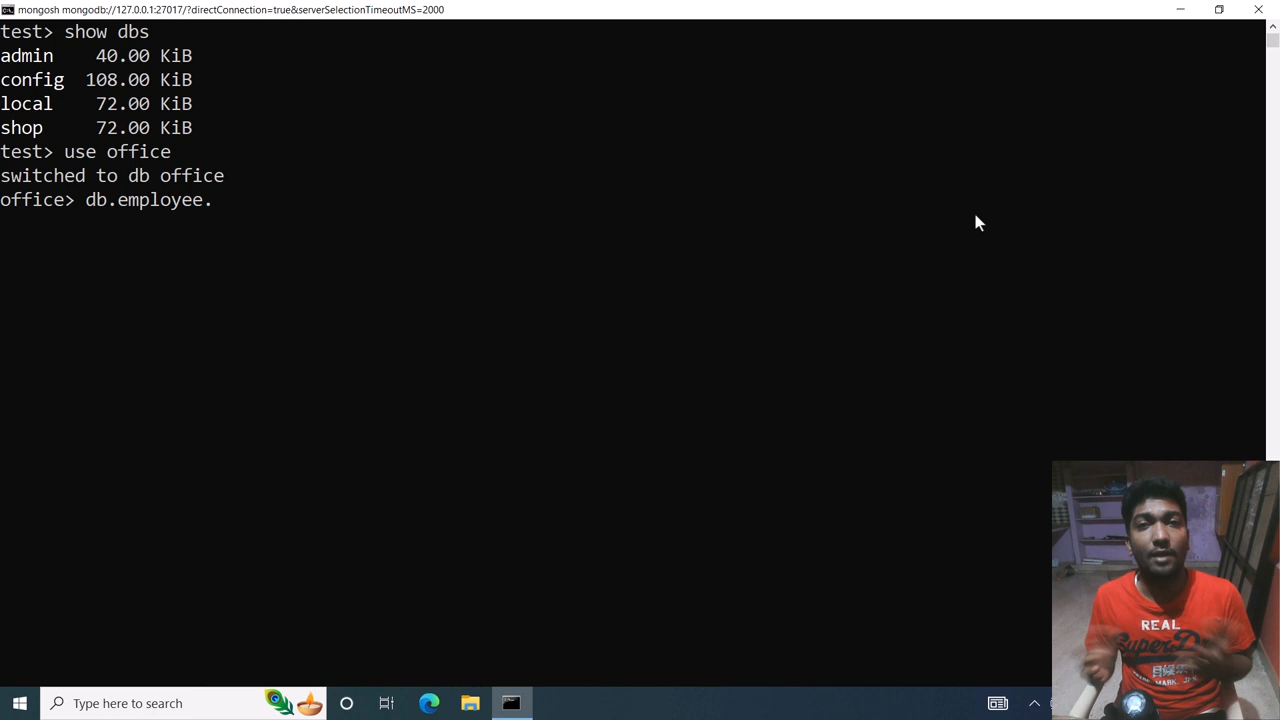 mongosh mongodb://127.0.0.1:27017/?directConnection=true&serverSelectionTimeoutMS=2000
test> show dbs
admin 40.00 KiB
config 108.00 KiB
local 72.00 KiB
shop 72.00 KiB
test> use office
switched to db office
office> db.employee.
REAL
SuperD
Type here to search